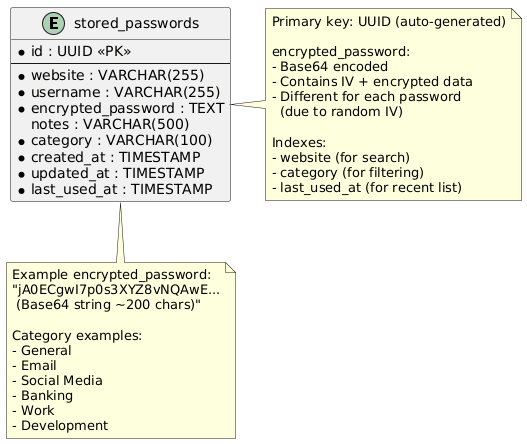 E stored_passwords
id : UUID «PK»
website : VARCHAR(255)
username : VARCHAR(255)
encrypted_password : TEXT
notes : VARCHAR(500)
category : VARCHAR(100)
created_at : TIMESTAMP
updated_at : TIMESTAMP
last_used_at : TIMESTAMP
Primary key: UUID (auto-generated)
encrypted_password:
- Base64 encoded
- Contains IV + encrypted data
- Different for each password
(due to random IV)
Indexes:
- website (for search)
- category (for filtering)
- last_used_at (for recent list)
Example encrypted_password:
"jA0ECgwI7p0s3XYZ8vNQAwE...
(Base64 string ~200 chars)"
Category examples:
- General
- Email
- Social Media
- Banking
- Work
- Development